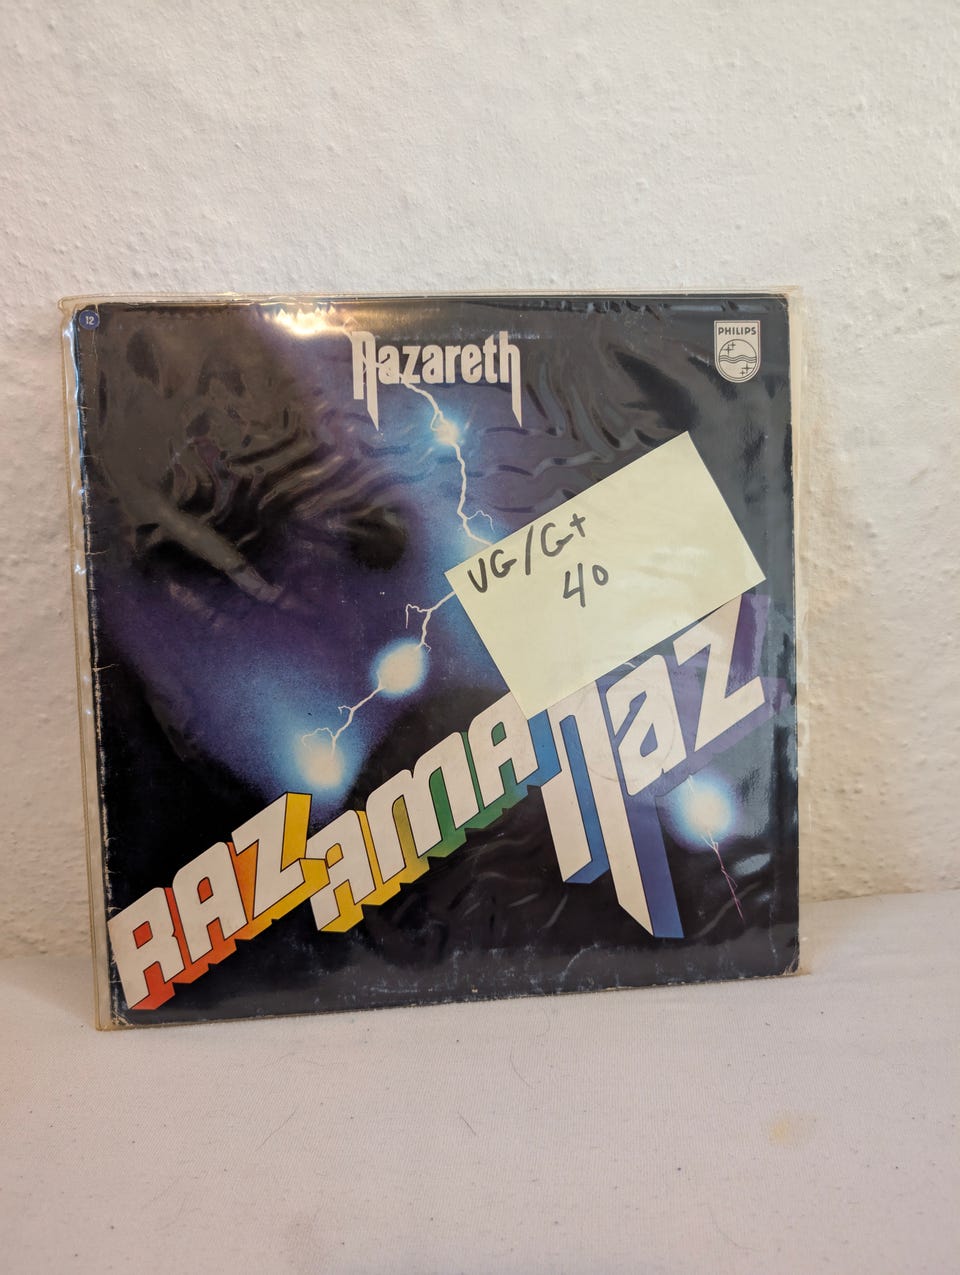 12
Nazareth
PHILIPS
VG/G+
40
RAZAMANAZ